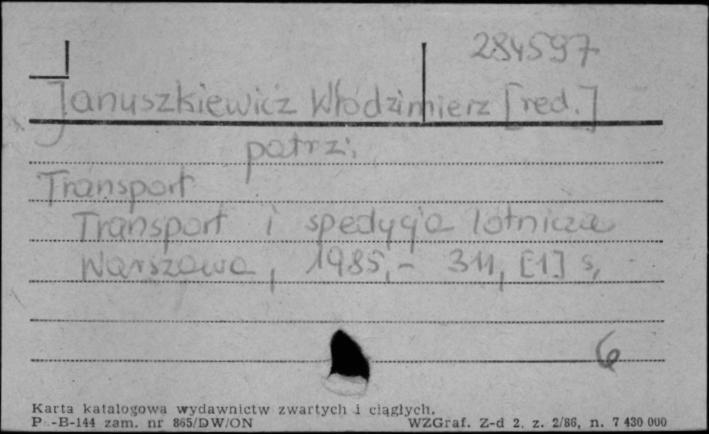 284597
Januszkiewicz Włodzimierz [red.]
patrz:
Transport
Transport i spedycja lotnicza
Warszawa, 1985,- 311, [1] s,
6
Karta katalogowa wydawnictw zwartych i ciągłych.
Pu-B-144 zam. nr 865/DW/ON WZGraf. Z-d 2, z. 2/86, n. 7 430 000